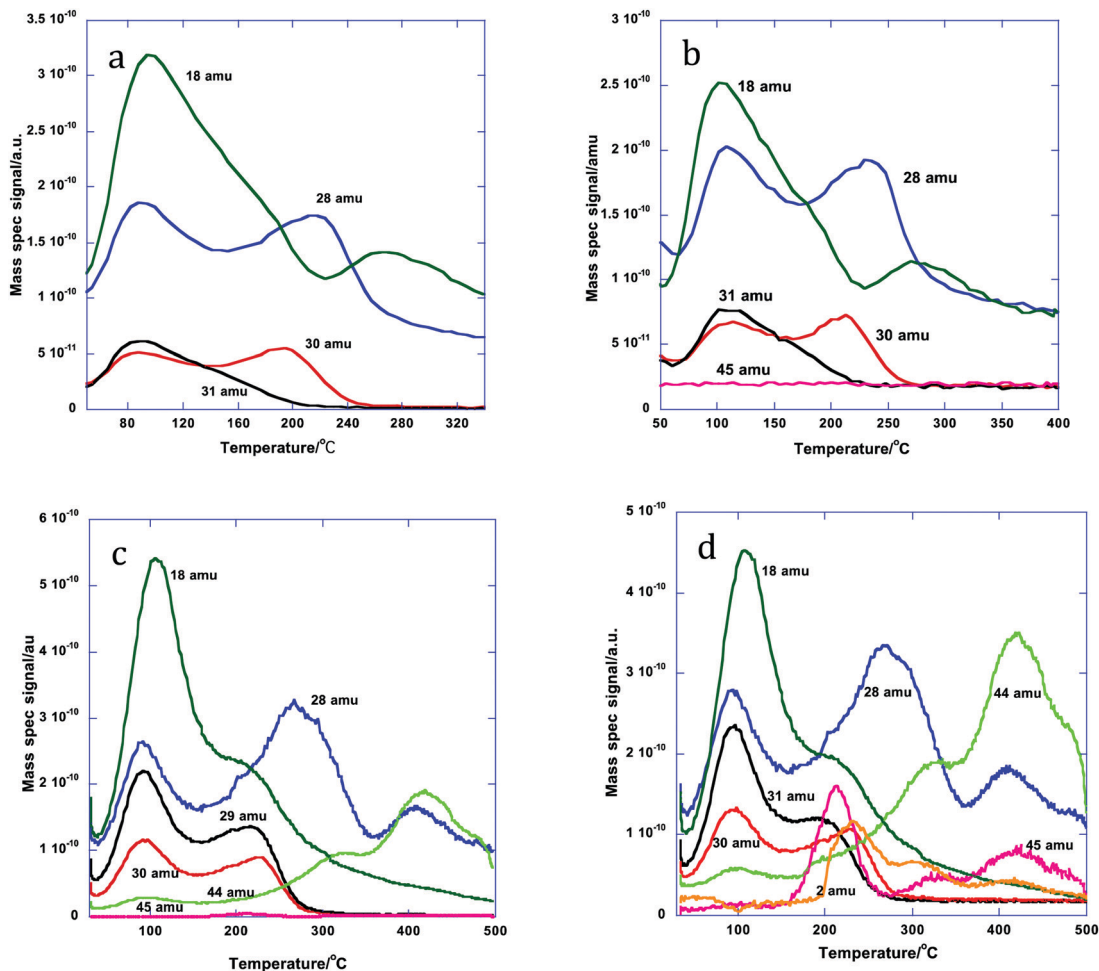 a
3.5 10-10
3 10-10
2.5 10-10
2 10-10
1.5 10-10
1 10-10
5 10-11
0
Mass spec signal/a.u.
18 amu
28 amu
30 amu
31 amu
80 120 160 200 240 280 320
Temperature/°C
b
3 10-10
2.5 10-10
2 10-10
1.5 10-10
1 10-10
5 10-11
0
Mass spec signal/amu
18 amu
28 amu
31 amu
30 amu
45 amu
50 100 150 200 250 300 350 400
Temperature/°C
c
6 10-10
5 10-10
4 10-10
3 10-10
2 10-10
1 10-10
0
Mass spec signal/au
18 amu
28 amu
29 amu
30 amu
44 amu
45 amu
100 200 300 400 500
Temperature/°C
d
5 10-10
4 10-10
3 10-10
2 10-10
1 10-10
0
Mass spec signal/a.u.
18 amu
28 amu
44 amu
31 amu
30 amu
45 amu
2 amu
100 200 300 400 500
Temperature/°C